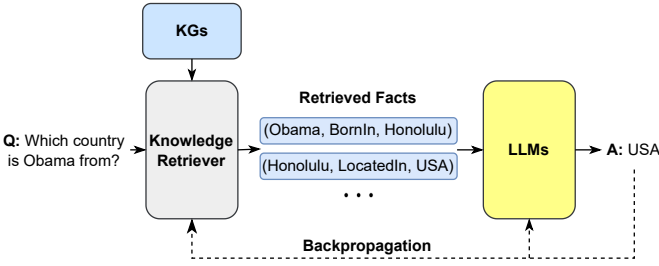 KGs
Retrieved Facts
Q: Which country
is Obama from?
Knowledge
Retriever
(Obama, BornIn, Honolulu)
(Honolulu, LocatedIn, USA)
• • •
LLMs
A: USA
Backpropagation